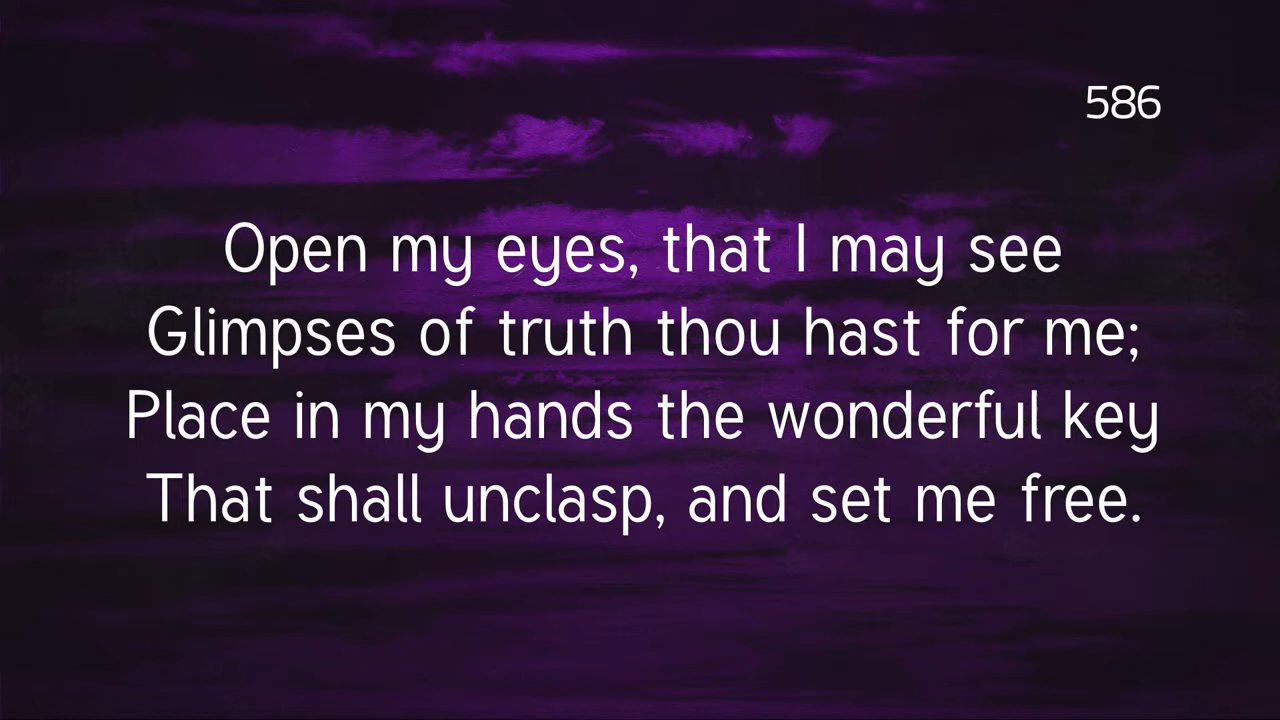 586
Open my eyes, that I may see
Glimpses of truth thou hast for me;
Place in my hands the wonderful key
That shall unclasp, and set me free.